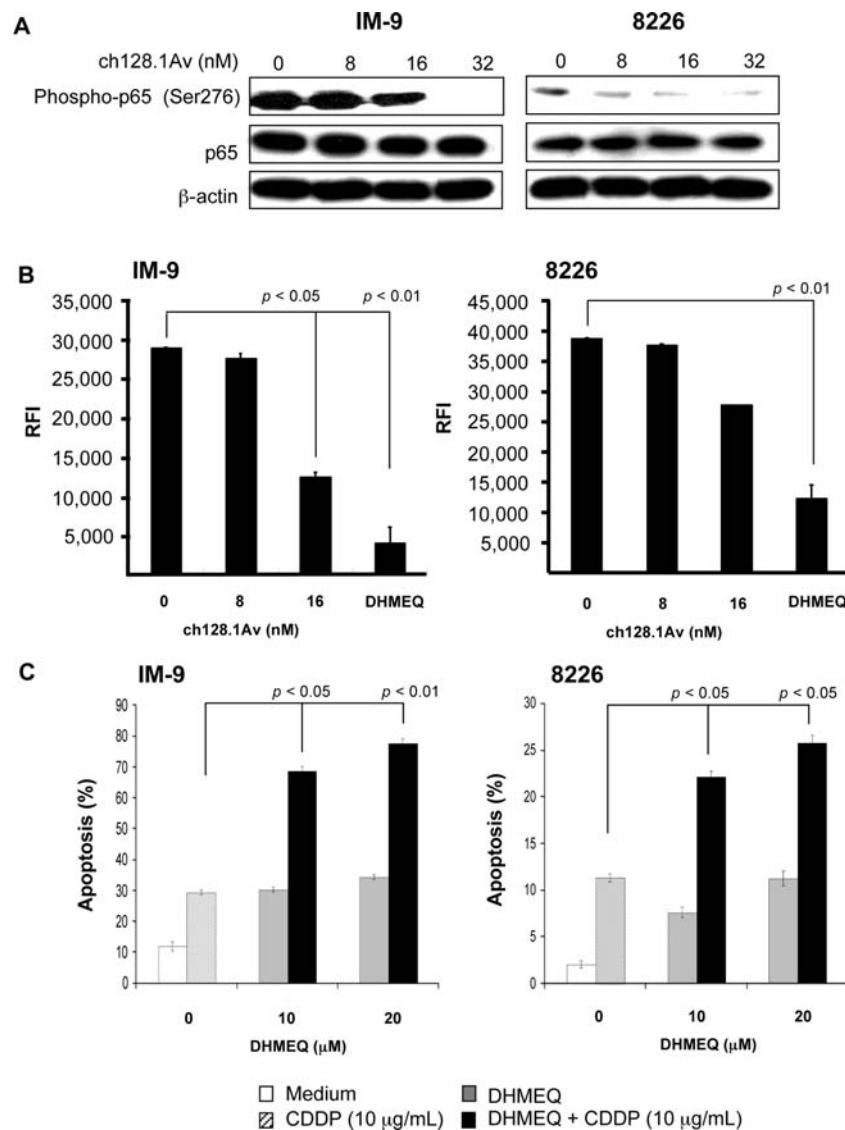 A
IM-9
8226
ch128.1Av (nM)
0 8 16 32
0 8 16 32
Phospho-p65 (Ser276)
p65
β-actin
B
IM-9
8226
35,000
30,000
25,000
20,000
15,000
10,000
5,000
RFI
p < 0.05
p < 0.01
0 8 16 DHMEQ
ch128.1Av (nM)
45,000
40,000
35,000
30,000
25,000
20,000
15,000
10,000
5,000
RFI
p < 0.01
0 8 16 DHMEQ
ch128.1Av (nM)
C
IM-9
8226
90
80
70
60
50
40
30
20
10
0
Apoptosis (%)
p < 0.05
p < 0.01
0 10 20
DHMEQ (μM)
30
25
20
15
10
5
0
Apoptosis (%)
p < 0.05
p < 0.05
0 10 20
DHMEQ (μM)
Medium
DHMEQ
CDDP (10 μg/mL)
DHMEQ + CDDP (10 μg/mL)